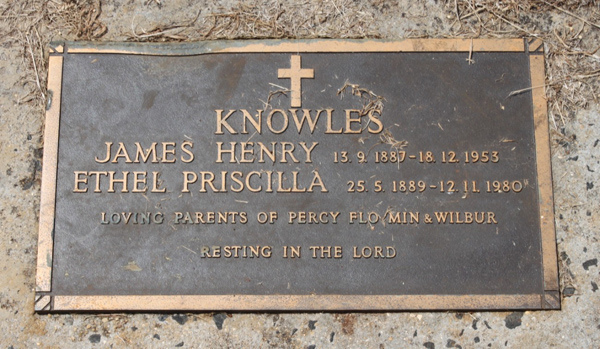 KNOWLES
JAMES HENRY 13.9.1887-18.12.1953
ETHEL PRISCILLA 25.5.1889-12.11.1980
LOVING PARENTS OF PERCY FLO MIN & WILBUR
RESTING IN THE LORD